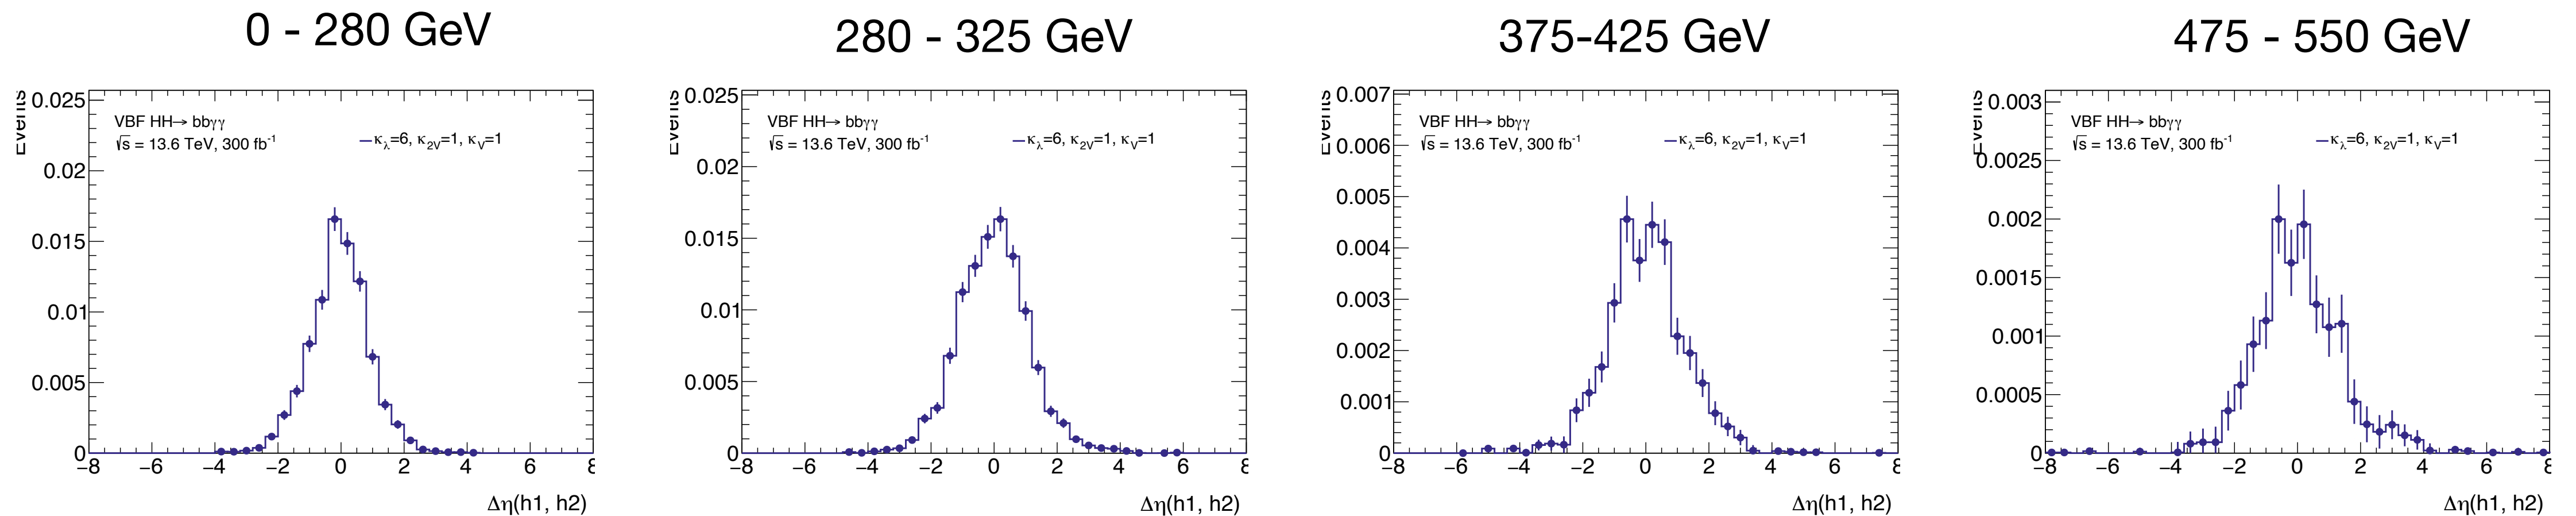 0 - 280 GeV
280 - 325 GeV
375-425 GeV
475 - 550 GeV
Events
0.025
0.02
0.015
0.01
0.005
0
VBF HH→ bbγγ
√s = 13.6 TeV, 300 fb⁻¹
κλ=6, κ2V=1, κV=1
−8 −6 −4 −2 0 2 4 6 8
Δη(h1, h2)
Events
0.025
0.02
0.015
0.01
0.005
0
VBF HH→ bbγγ
√s = 13.6 TeV, 300 fb⁻¹
κλ=6, κ2V=1, κV=1
−8 −6 −4 −2 0 2 4 6 8
Δη(h1, h2)
Events
0.007
0.006
0.005
0.004
0.003
0.002
0.001
0
VBF HH→ bbγγ
√s = 13.6 TeV, 300 fb⁻¹
κλ=6, κ2V=1, κV=1
−8 −6 −4 −2 0 2 4 6 8
Δη(h1, h2)
Events
0.003
0.0025
0.002
0.0015
0.001
0.0005
0
VBF HH→ bbγγ
√s = 13.6 TeV, 300 fb⁻¹
κλ=6, κ2V=1, κV=1
−8 −6 −4 −2 0 2 4 6 8
Δη(h1, h2)